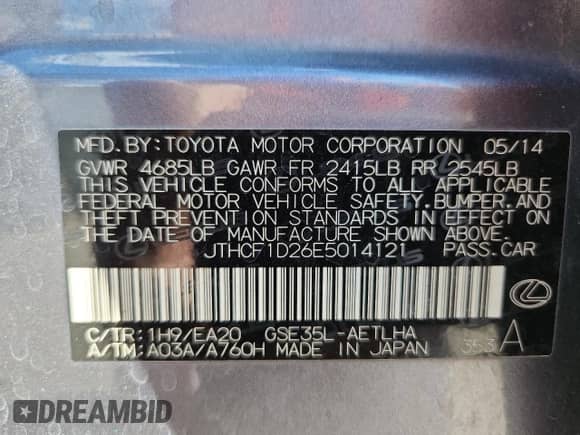 MFD. BY: TOYOTA MOTOR CORPORATION 05/14
GVWR 4685LB GAWR FR 2415LB RR 2545LB
THIS VEHICLE CONFORMS TO ALL APPLICABLE
FEDERAL MOTOR VEHICLE SAFETY, BUMPER, AND
THEFT PREVENTION STANDARDS IN EFFECT ON
THE DATE OF MANUFACTURE SHOWN ABOVE.
JTHCF1D26E5014121 PASS. CAR
C/TR: 1H9/EA20 GSE35L-AETLHA
A/TM: A03A/A760H MADE IN JAPAN 353 A
DREAMBID